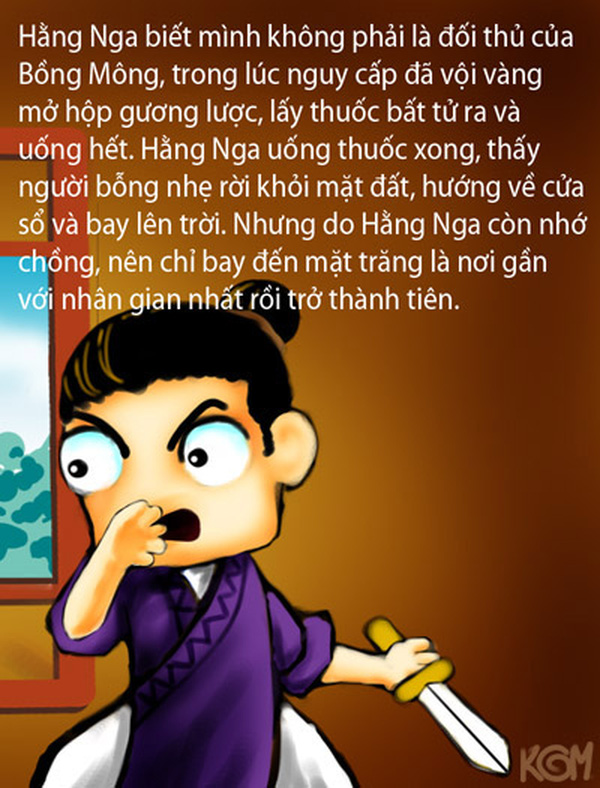 Hằng Nga biết mình không phải là đối thủ của
Bồng Mông, trong lúc nguy cấp đã vội vàng
mở hộp gương lược, lấy thuốc bất tử ra và
uống hết. Hằng Nga uống thuốc xong, thấy
người bỗng nhẹ rời khỏi mặt đất, hướng về cửa
sổ và bay lên trời. Nhưng do Hằng Nga còn nhớ
chồng, nên chỉ bay đến mặt trăng là nơi gần
với nhân gian nhất rồi trở thành tiên.
KGM